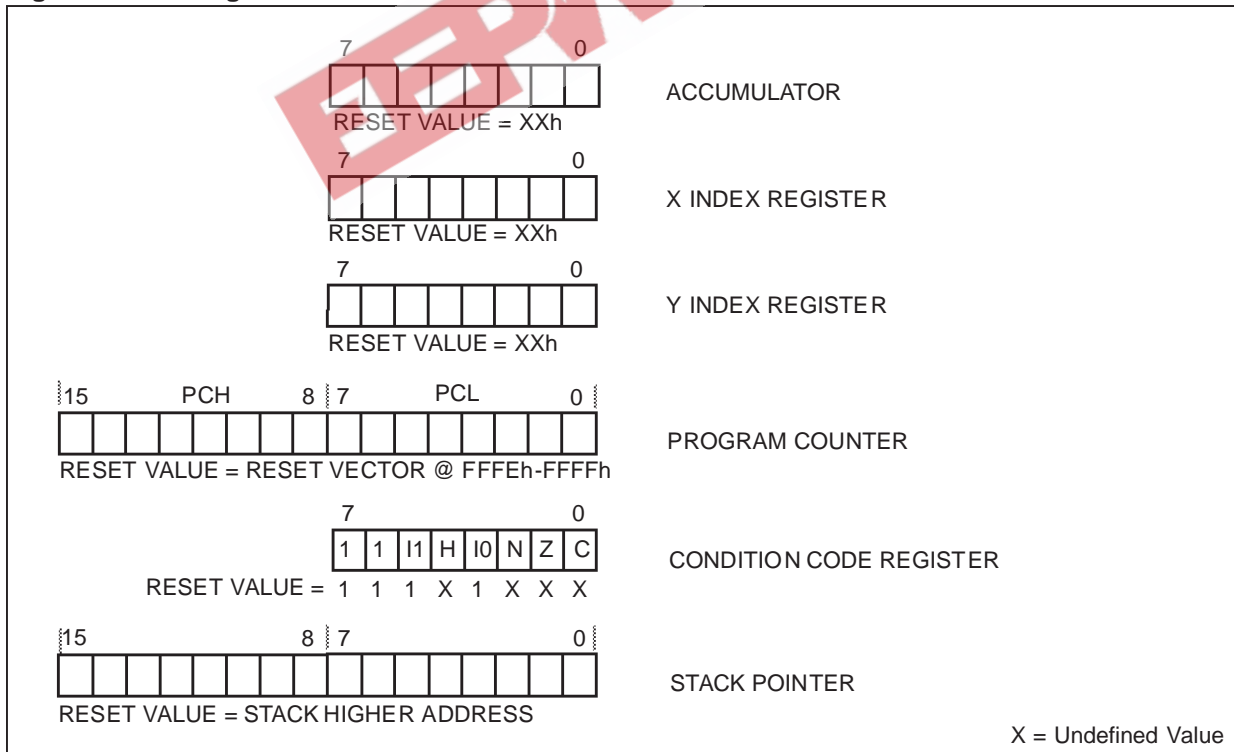 7 0
ACCUMULATOR
RESET VALUE = XXh
7 0
X INDEX REGISTER
RESET VALUE = XXh
7 0
Y INDEX REGISTER
RESET VALUE = XXh
15 PCH 8 7 PCL 0
PROGRAM COUNTER
RESET VALUE = RESET VECTOR @ FFFEh-FFFFh
7 0
1 1 I1 H I0 N Z C
CONDITION CODE REGISTER
RESET VALUE = 1 1 1 X 1 X X X
15 8 7 0
STACK POINTER
RESET VALUE = STACK HIGHER ADDRESS
X = Undefined Value